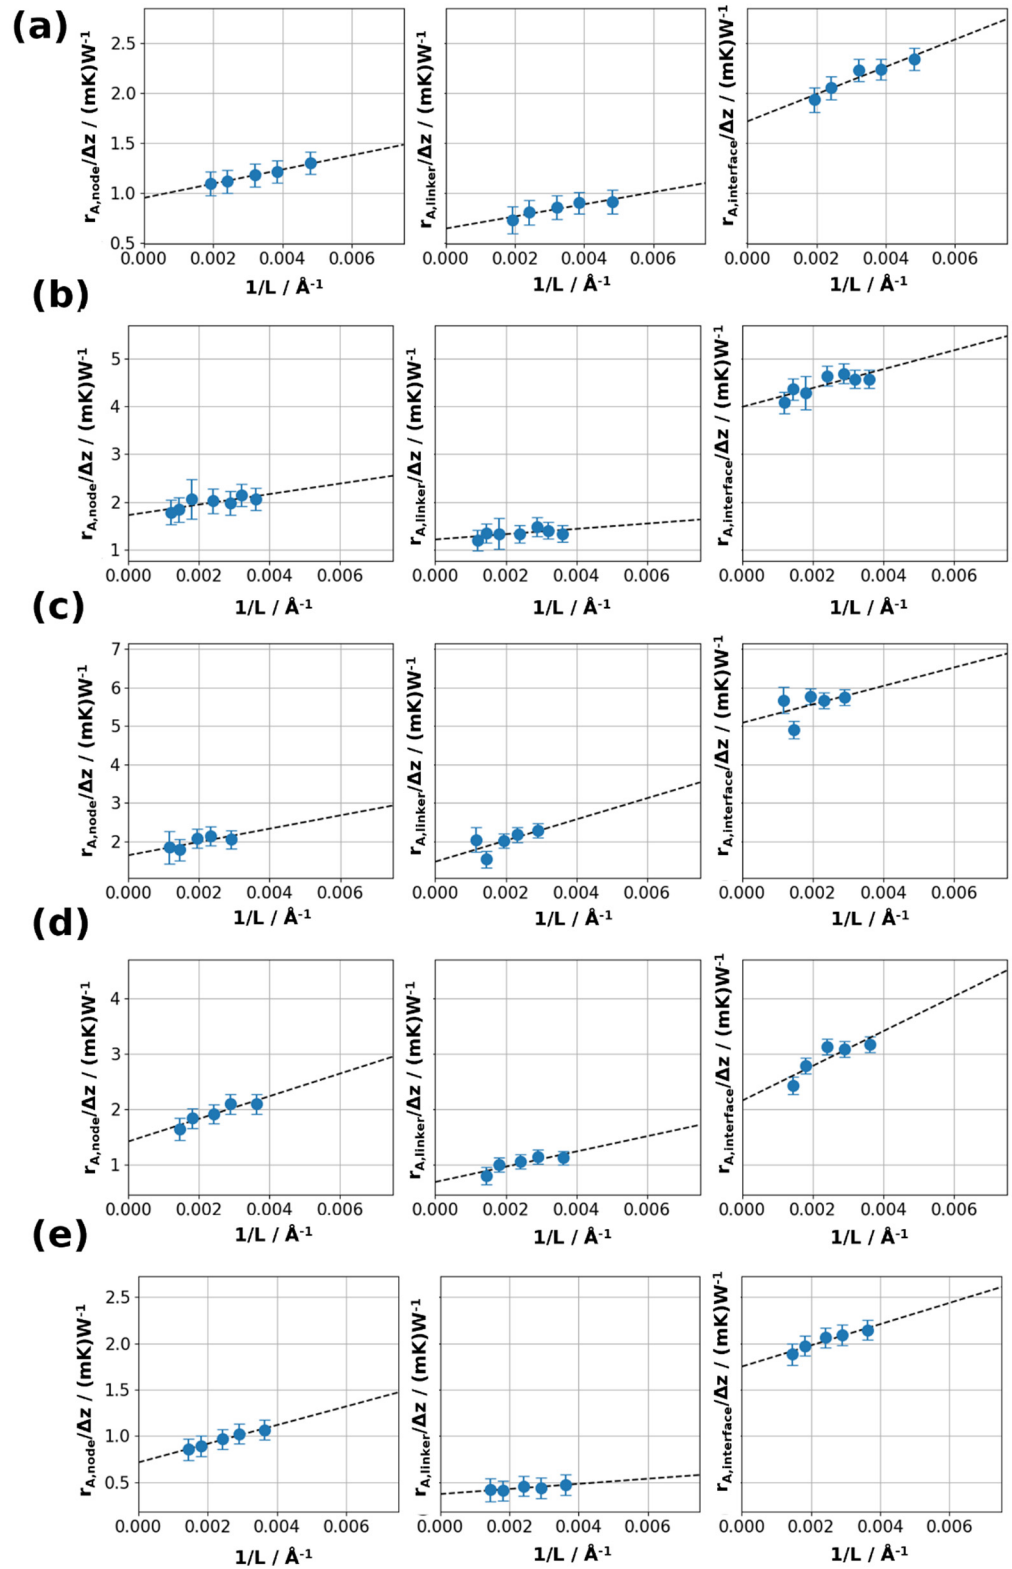 (a)
r_A,node/Δz / (mK)W⁻¹
2.5
2.0
1.5
1.0
0.5
0.000 0.002 0.004 0.006
1/L / Å⁻¹
r_A,linker/Δz / (mK)W⁻¹
0.000 0.002 0.004 0.006
1/L / Å⁻¹
r_A,interface/Δz / (mK)W⁻¹
0.000 0.002 0.004 0.006
1/L / Å⁻¹
(b)
r_A,node/Δz / (mK)W⁻¹
5
4
3
2
1
0.000 0.002 0.004 0.006
1/L / Å⁻¹
r_A,linker/Δz / (mK)W⁻¹
0.000 0.002 0.004 0.006
1/L / Å⁻¹
r_A,interface/Δz / (mK)W⁻¹
0.000 0.002 0.004 0.006
1/L / Å⁻¹
(c)
r_A,node/Δz / (mK)W⁻¹
7
6
5
4
3
2
0.000 0.002 0.004 0.006
1/L / Å⁻¹
r_A,linker/Δz / (mK)W⁻¹
0.000 0.002 0.004 0.006
1/L / Å⁻¹
r_A,interface/Δz / (mK)W⁻¹
0.000 0.002 0.004 0.006
1/L / Å⁻¹
(d)
r_A,node/Δz / (mK)W⁻¹
4
3
2
1
0.000 0.002 0.004 0.006
1/L / Å⁻¹
r_A,linker/Δz / (mK)W⁻¹
0.000 0.002 0.004 0.006
1/L / Å⁻¹
r_A,interface/Δz / (mK)W⁻¹
0.000 0.002 0.004 0.006
1/L / Å⁻¹
(e)
r_A,node/Δz / (mK)W⁻¹
2.5
2.0
1.5
1.0
0.5
0.000 0.002 0.004 0.006
1/L / Å⁻¹
r_A,linker/Δz / (mK)W⁻¹
0.000 0.002 0.004 0.006
1/L / Å⁻¹
r_A,interface/Δz / (mK)W⁻¹
0.000 0.002 0.004 0.006
1/L / Å⁻¹